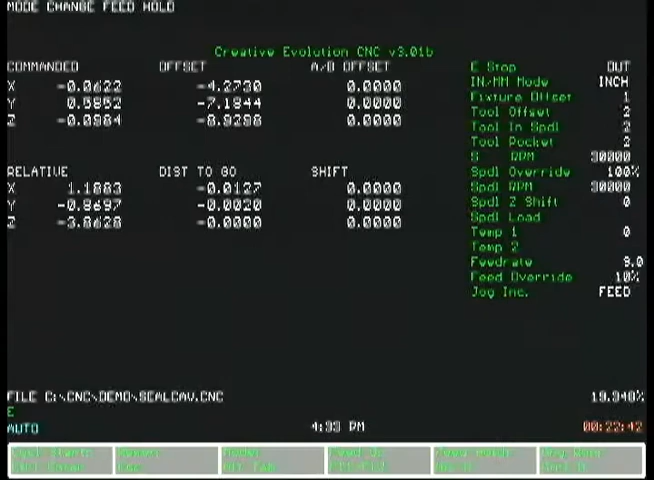 MODE CHANGE FEED HOLD
Creative Evolution CNC v3.01b
COMMANDED OFFSET A/B OFFSET
X -0.0622 -4.2730 0.0000
Y 0.5852 -7.1844 0.0000
Z -0.0984 -8.9298 0.0000
RELATIVE DIST TO GO SHIFT
X 1.1883 -0.0127 0.0000
Y -0.8697 -0.0020 0.0000
Z -3.8628 -0.0000 0.0000
E Stop OUT
IN/MM Mode INCH
Fixture Offset 1
Tool Offset 2
Tool In Spdl 2
Tool Pocket 2
S RPM 30000
Spdl Override 100%
Spdl RPM 30000
Spdl Z Shift 0
Spdl Load
Temp 1 0
Temp 2
Feedrate 9.0
Feed Override 10%
Jog Inc. FEED
FILE C:\CNC\DEMO\SEALCAV.CNC 19.940%
E
AUTO 4:33 PM 00:22:42